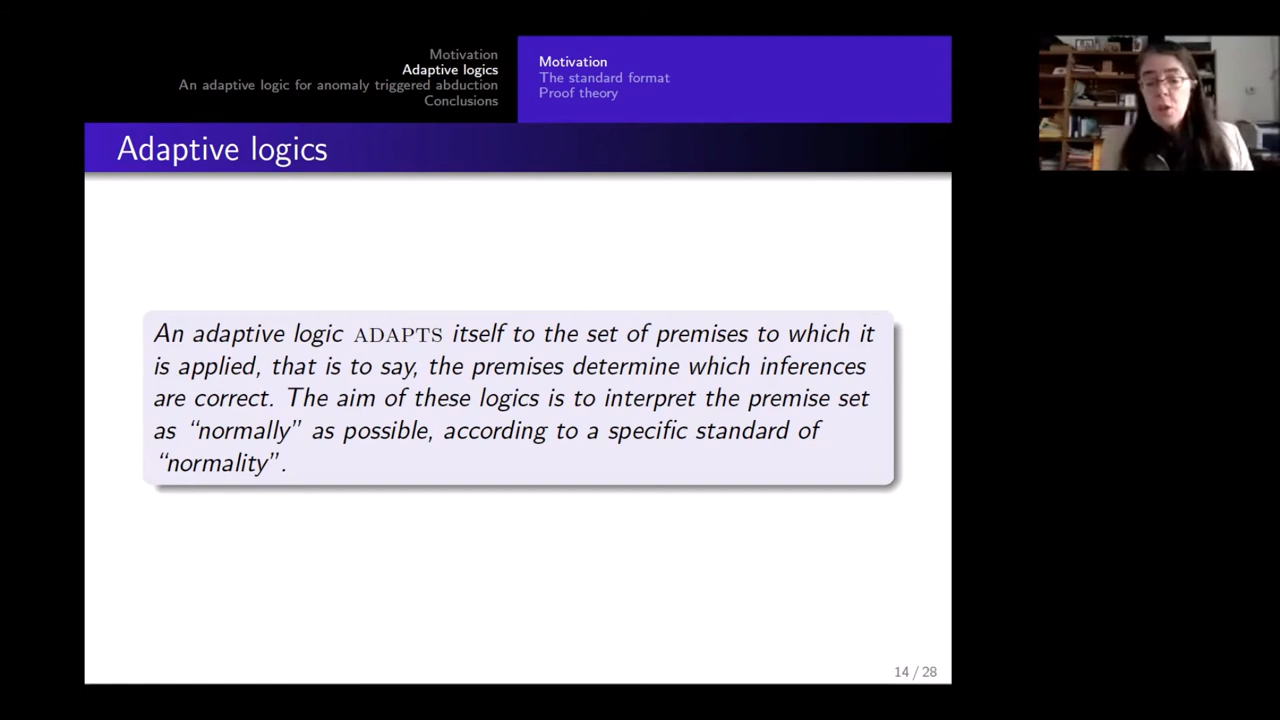 Motivation
Adaptive logics
An adaptive logic for anomaly triggered abduction
Conclusions
Motivation
The standard format
Proof theory
Adaptive logics
An adaptive logic ADAPTS itself to the set of premises to which it
is applied, that is to say, the premises determine which inferences
are correct. The aim of these logics is to interpret the premise set
as “normally” as possible, according to a specific standard of
“normality”.
14 / 28